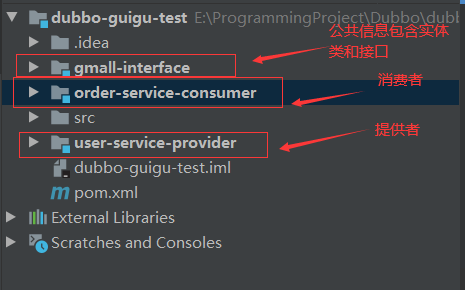 dubbo-guigu-test E:\ProgrammingProject\Dubbo\dubb
.idea
公共信息包含实体
类和接口
gmall-interface
消费者
order-service-consumer
src
提供者
user-service-provider
dubbo-guigu-test.iml
pom.xml
External Libraries
Scratches and Consoles